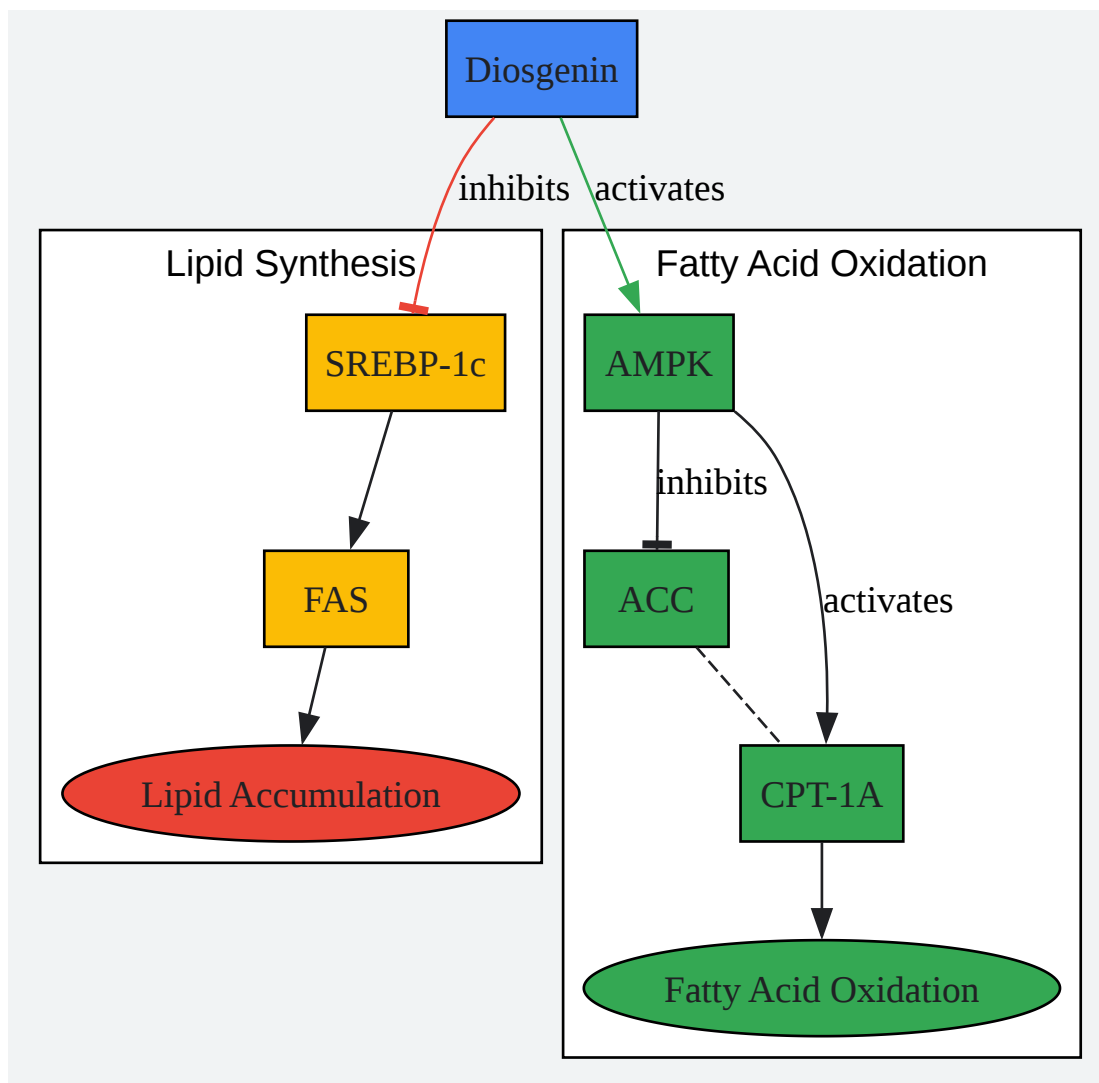 Diosgenin
inhibits
activates
Lipid Synthesis
Fatty Acid Oxidation
SREBP-1c
AMPK
inhibits
FAS
ACC
activates
Lipid Accumulation
CPT-1A
Fatty Acid Oxidation